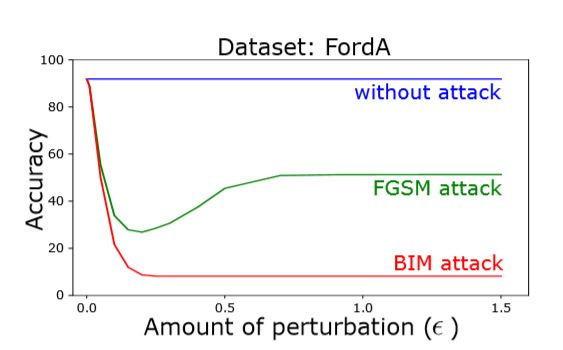 Dataset: FordA
100
80
60
40
20
0
Accuracy
without attack
FGSM attack
BIM attack
0.0 0.5 1.0 1.5
Amount of perturbation (ϵ )